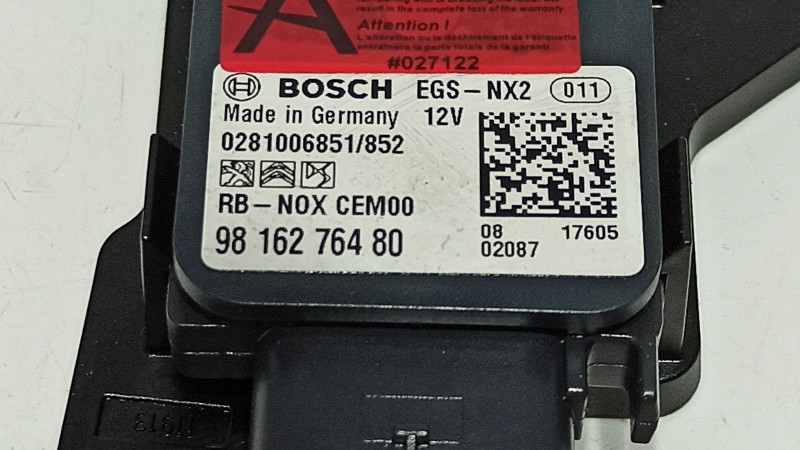 result in the complete loss of the warranty
Attention !
L'altération ou le déchirement de l'étiquette
entraînera la perte totale de la garantie
#027122
BOSCH EGS-NX2 011
Made in Germany 12V
0281006851/852
RB-NOX CEM00
98 162 764 80
08 17605
02087